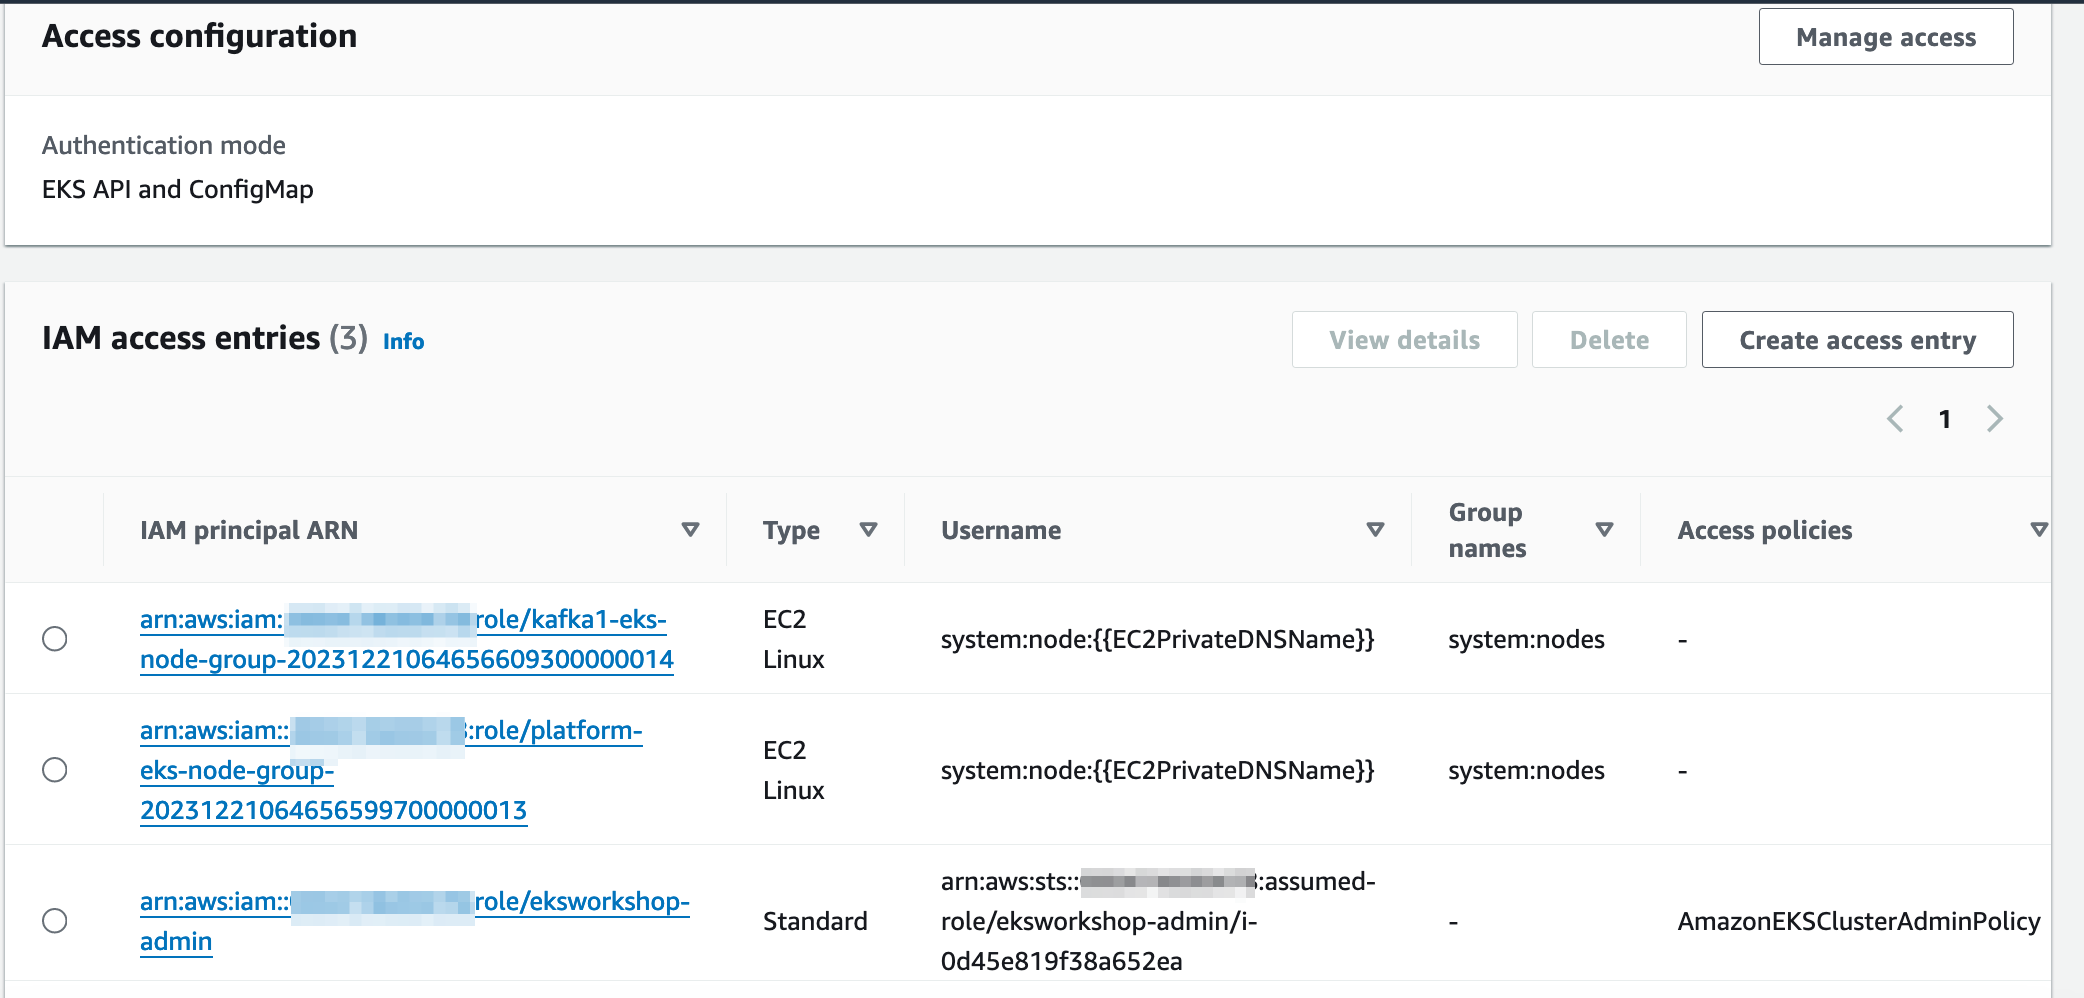 Access configuration
Manage access
Authentication mode
EKS API and ConfigMap
IAM access entries (3) Info
View details
Delete
Create access entry
1
IAM principal ARN
Type
Username
Group
names
Access policies
arn:aws:iam: role/kafka1-eks-
node-group-20231221064656609300000014
EC2
Linux
system:node:{{EC2PrivateDNSName}}
system:nodes
-
arn:aws:iam:: :role/platform-
eks-node-group-
20231221064656599700000013
EC2
Linux
system:node:{{EC2PrivateDNSName}}
system:nodes
-
arn:aws:iam:: role/eksworkshop-
admin
Standard
arn:aws:sts:: :assumed-
role/eksworkshop-admin/i-
0d45e819f38a652ea
-
AmazonEKSClusterAdminPolicy